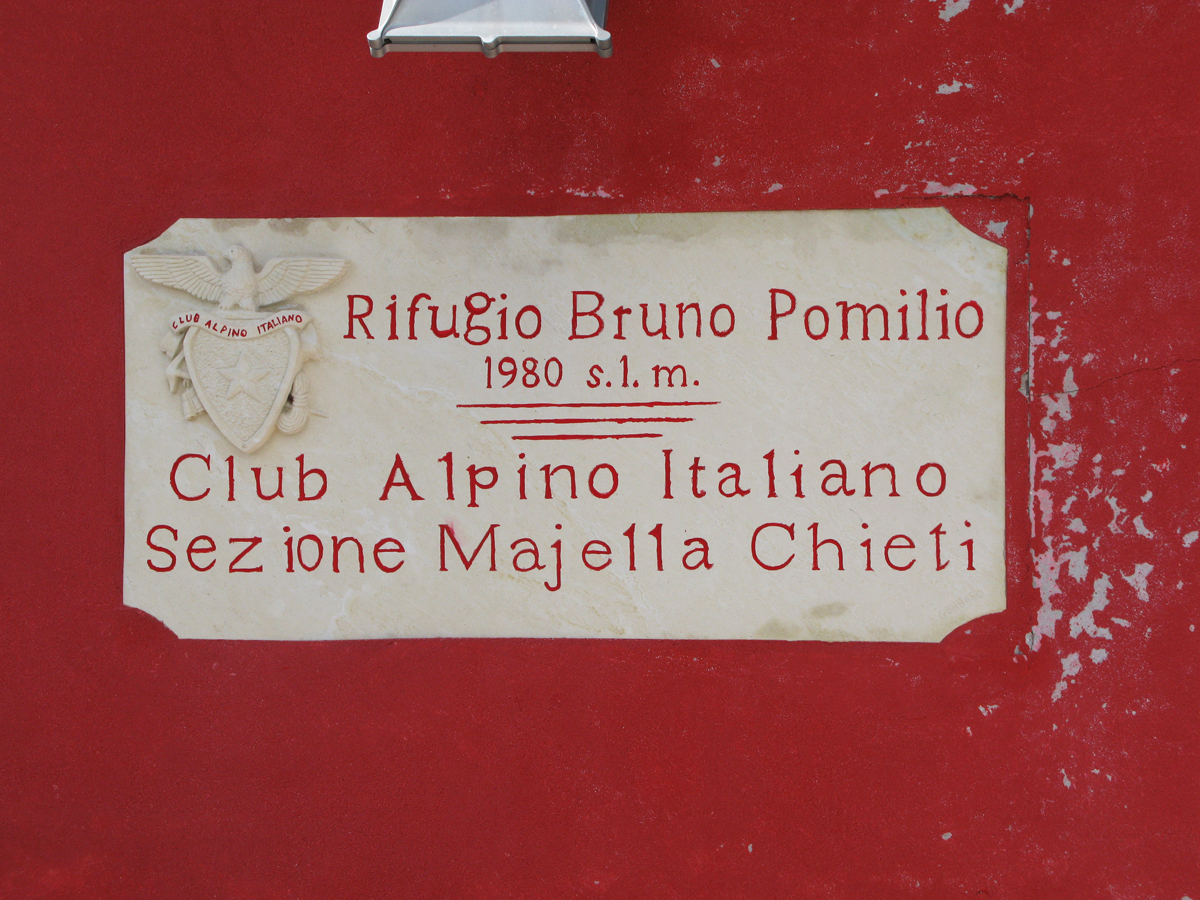 CLUB ALPINO ITALIANO
Rifugio Bruno Pomilio
1980 s.l.m.
Club Alpino Italiano
Sezione Majella Chieti